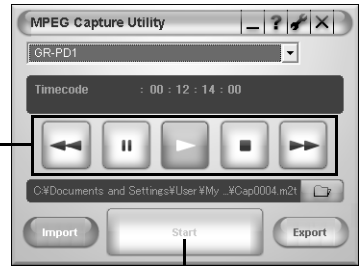 MPEG Capture Utility
GR-PD1
Timecode : 00 : 12 : 14 : 00
C:¥Documents and Settings¥User¥My ...¥Cap0004.m2t
Import
Start
Export